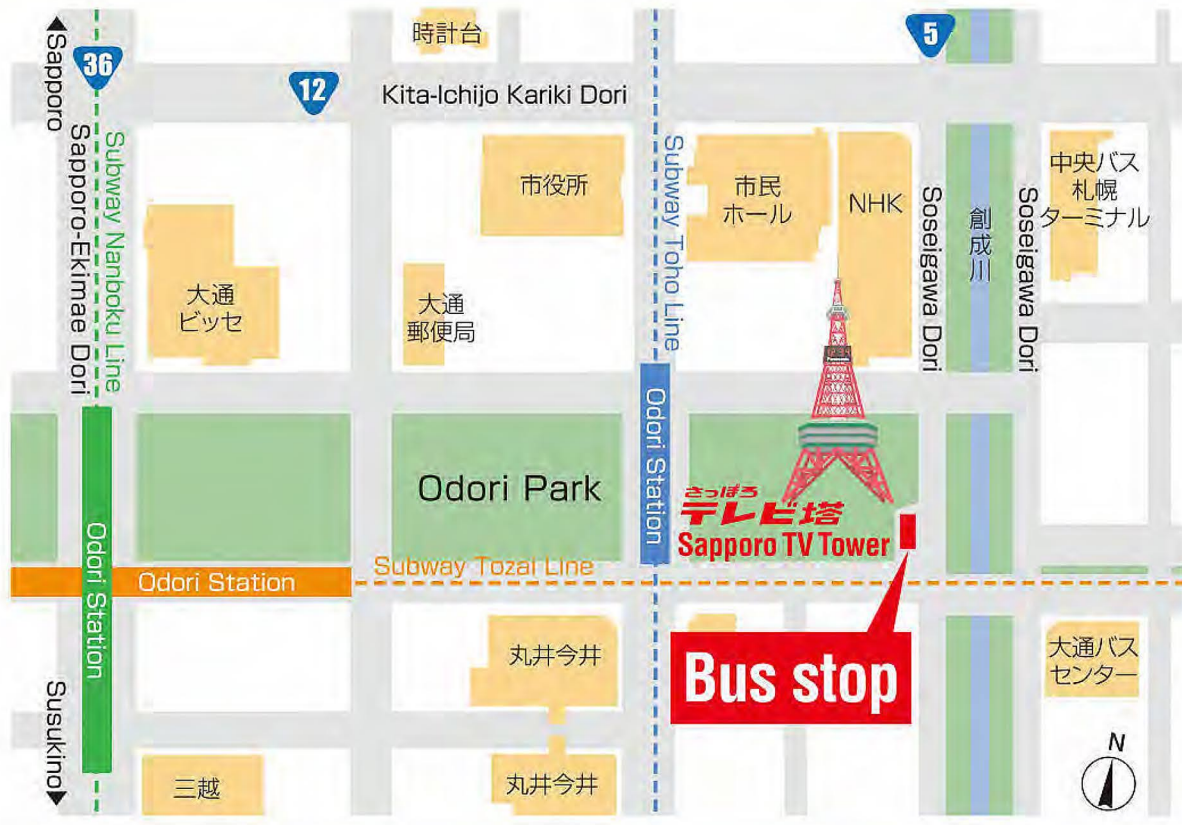 時計台
5
36
12
Kita-Ichijo Kariki Dori
▲Sapporo
Sapporo-Ekimae Dori
Subway Nanboku Line
Subway Toho Line
市役所
市民
ホール
NHK
Soseigawa Dori
創成川
Soseigawa Dori
中央バス
札幌
ターミナル
大通
ビッセ
大通
郵便局
Panasonic
Odori Park
Odori Station
さっぽろ
テレビ塔
Sapporo TV Tower
Odori Station
Odori Station
Subway Tozai Line
丸井今井
Bus stop
大通バス
センター
Susukino▶
三越
丸井今井
N